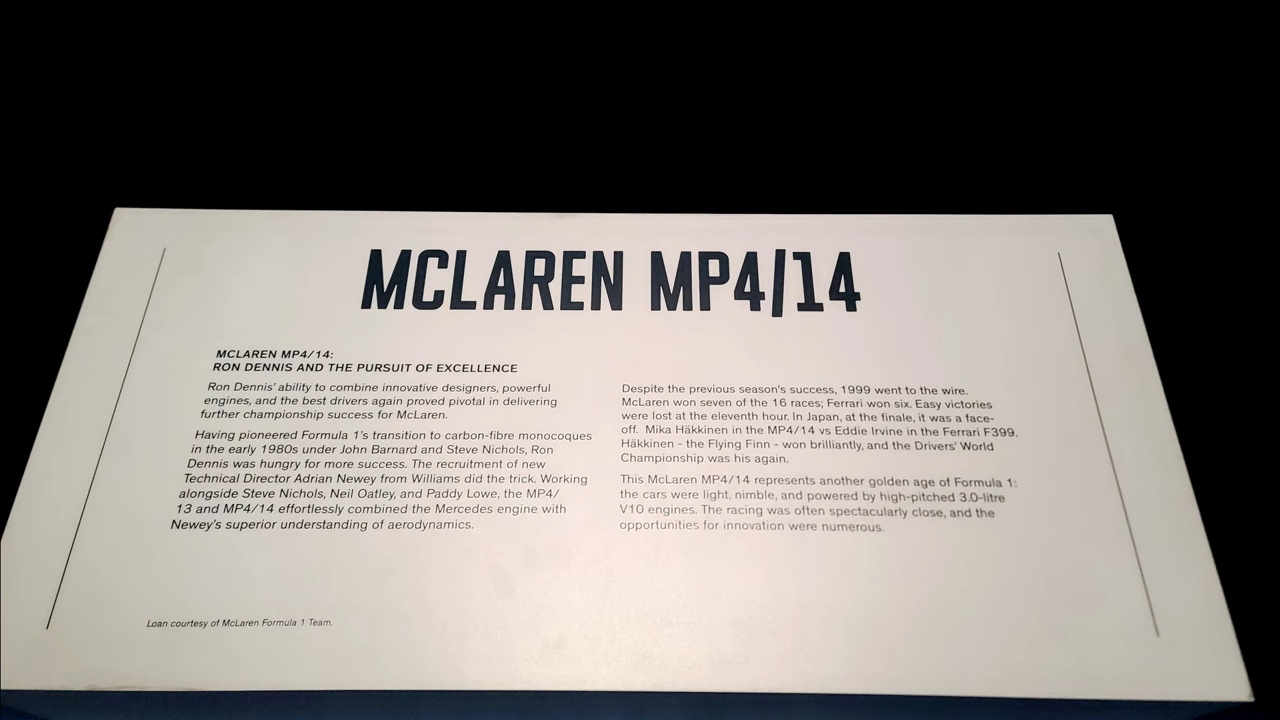 MCLAREN MP4/14
MCLAREN MP4/14:
RON DENNIS AND THE PURSUIT OF EXCELLENCE
Ron Dennis' ability to combine innovative designers, powerful
engines, and the best drivers again proved pivotal in delivering
further championship success for McLaren.
Having pioneered Formula 1's transition to carbon-fibre monocoques
in the early 1980s under John Barnard and Steve Nichols, Ron
Dennis was hungry for more success. The recruitment of new
Technical Director Adrian Newey from Williams did the trick. Working
alongside Steve Nichols, Neil Oatley, and Paddy Lowe, the MP4/
13 and MP4/14 effortlessly combined the Mercedes engine with
Newey's superior understanding of aerodynamics.
Despite the previous season's success, 1999 went to the wire.
McLaren won seven of the 16 races; Ferrari won six. Easy victories
were lost at the eleventh hour. In Japan, at the finale, it was a face-
off. Mika Häkkinen in the MP4/14 vs Eddie Irvine in the Ferrari F399.
Häkkinen - the Flying Finn - won brilliantly, and the Drivers' World
Championship was his again.
This McLaren MP4/14 represents another golden age of Formula 1:
the cars were light, nimble, and powered by high-pitched 3.0-litre
V10 engines. The racing was often spectacularly close, and the
opportunities for innovation were numerous.
Loan courtesy of McLaren Formula 1 Team.